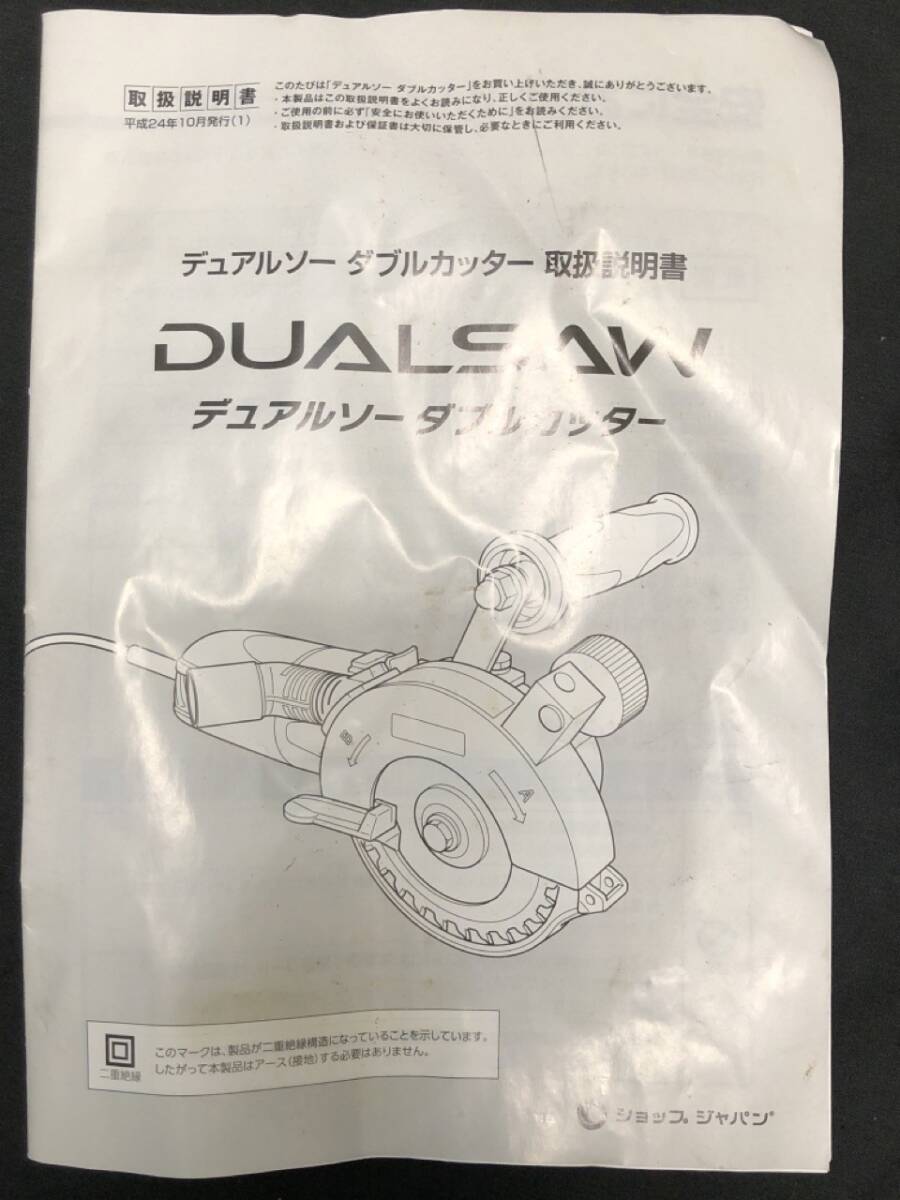 取扱説明書
平成24年10月発行(1)
このたびは「デュアルソー ダブルカッター」をお買い上げいただき、誠にありがとうございます。
・本製品はこの取扱説明書をよくお読みになり、正しくご使用ください。
・ご使用の前に必ず「安全にお使いいただくために」をお読みください。
・取扱説明書および保証書は大切に保管し、必要なときにご利用ください。
デュアルソー ダブルカッター 取扱説明書
DUALSAW
デュアルソー ダブルカッター
B
A
二重絶縁
このマークは、製品が二重絶縁構造になっていることを示しています。
したがって本製品はアース(接地)する必要はありません。
ショップジャパン